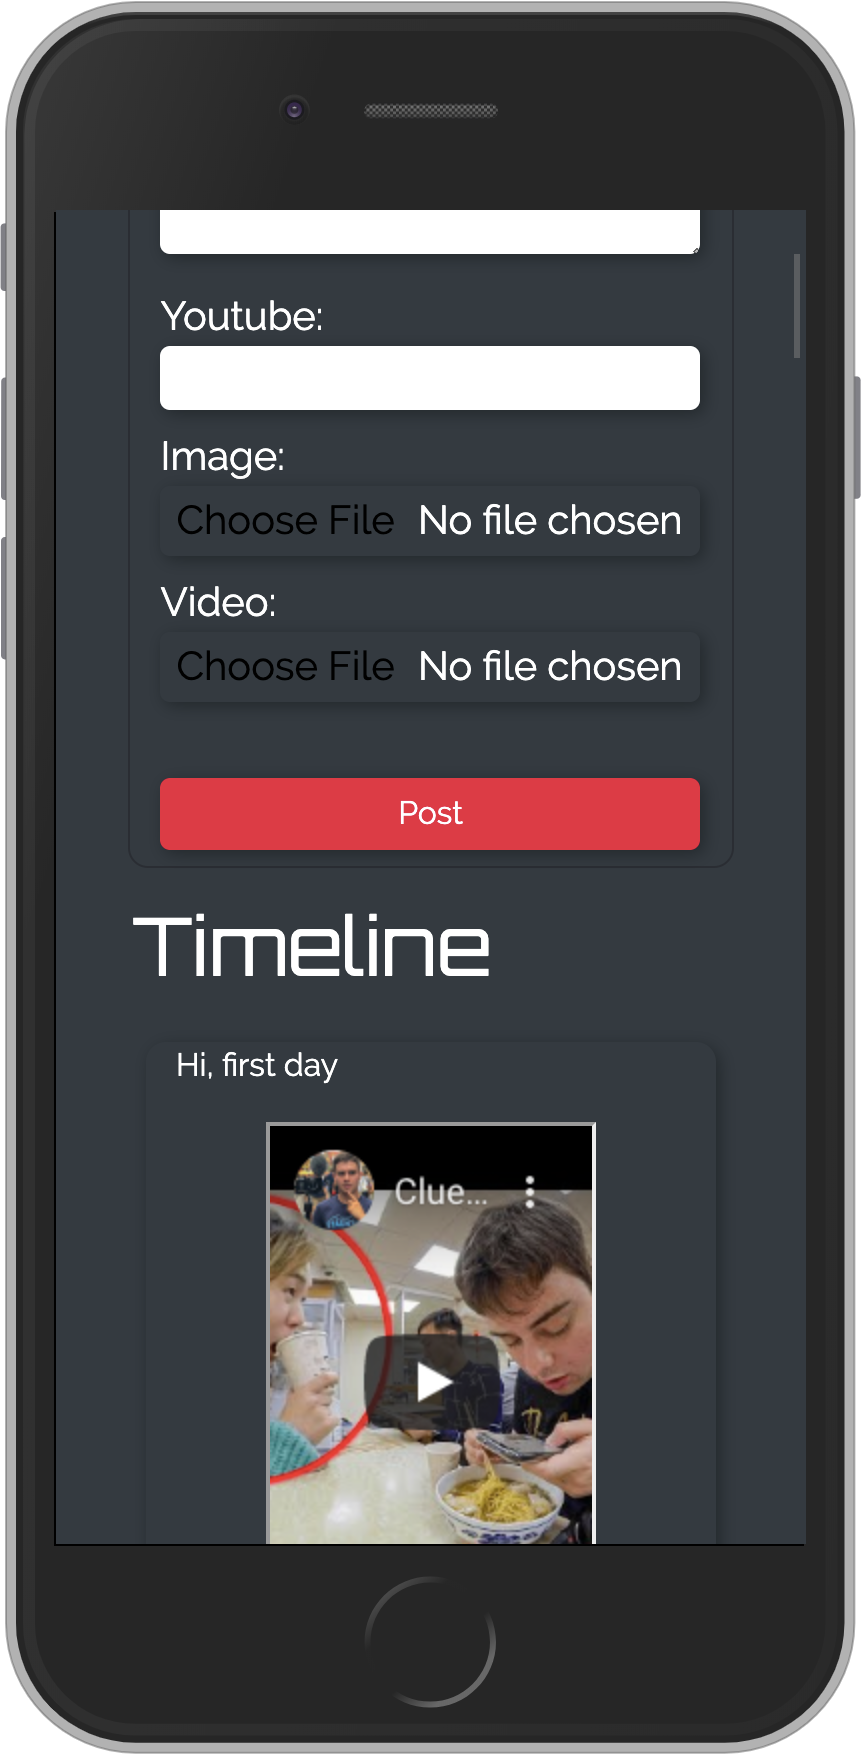 Youtube:
Image:
Choose File No file chosen
Video:
Choose File No file chosen
Post
Timeline
Hi, first day
Clue...